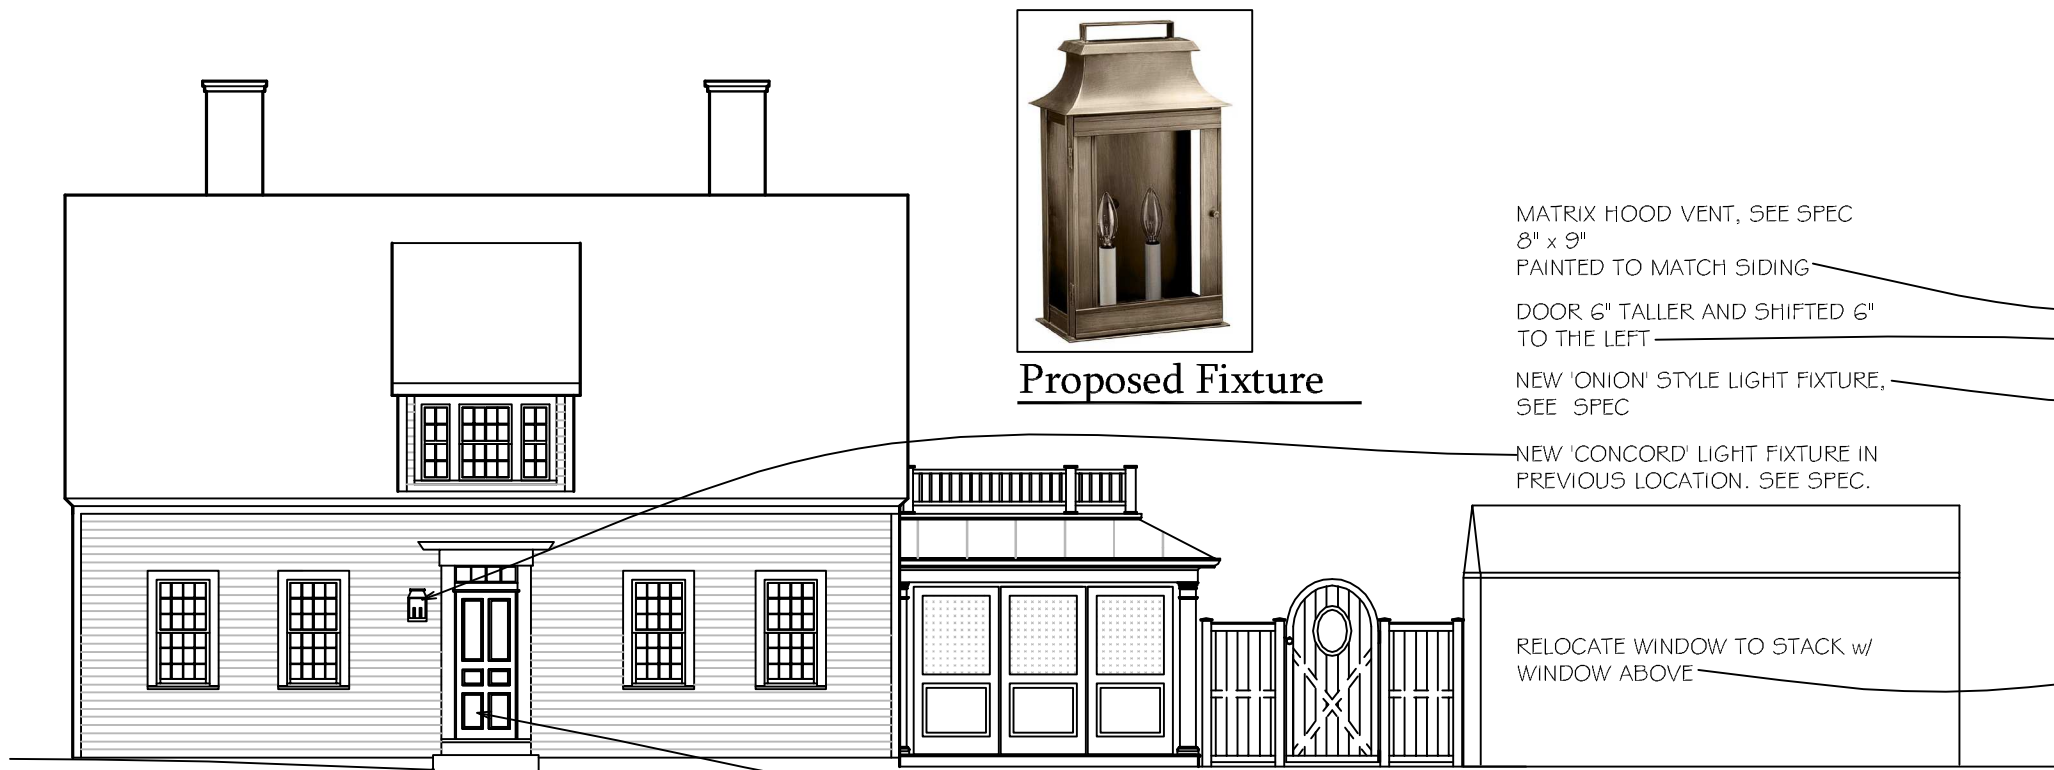 Proposed Fixture
MATRIX HOOD VENT, SEE SPEC
8" x 9"
PAINTED TO MATCH SIDING
DOOR 6" TALLER AND SHIFTED 6"
TO THE LEFT
NEW 'ONION' STYLE LIGHT FIXTURE,
SEE SPEC
NEW 'CONCORD' LIGHT FIXTURE IN
PREVIOUS LOCATION. SEE SPEC.
RELOCATE WINDOW TO STACK w/
WINDOW ABOVE